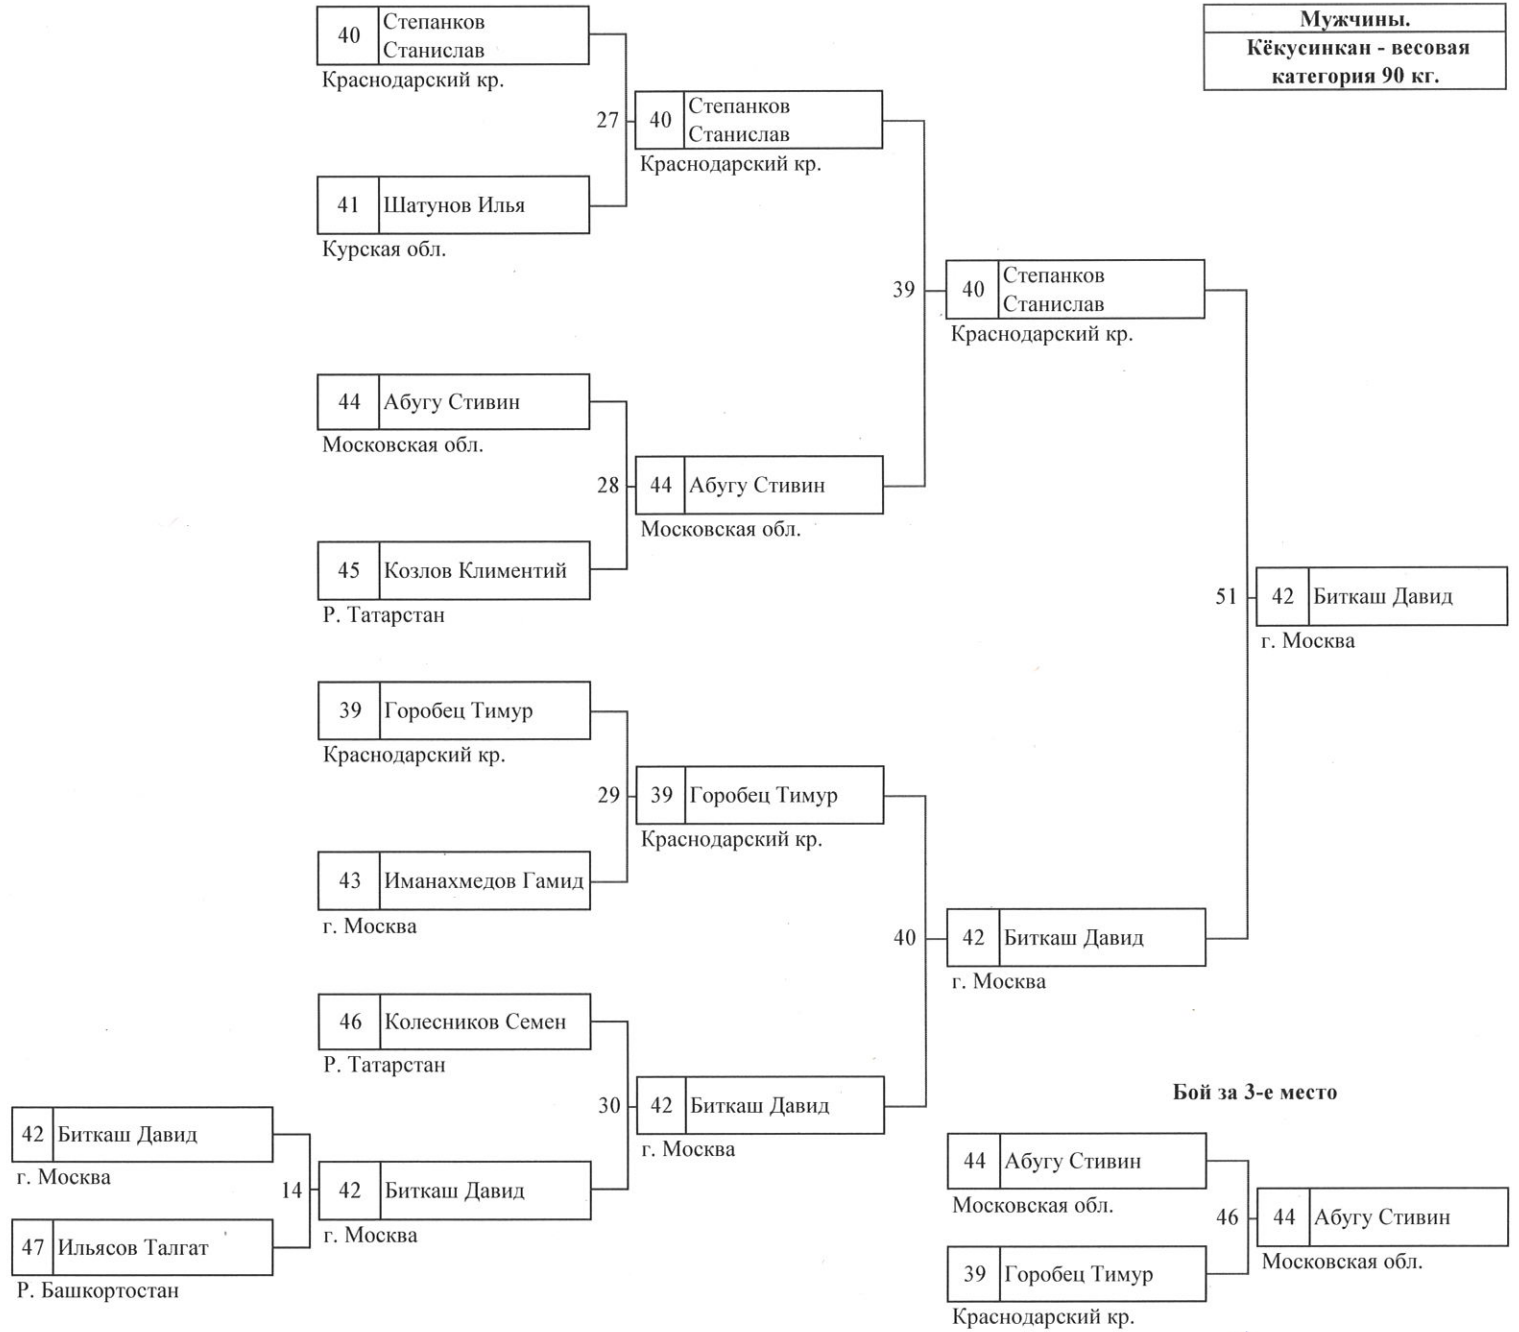 Мужчины.
Кёкусинкан - весовая
категория 90 кг.
40
Степанков
Станислав
Краснодарский кр.
27
40
Степанков
Станислав
Краснодарский кр.
41
Шатунов Илья
Курская обл.
39
40
Степанков
Станислав
Краснодарский кр.
44
Абугу Стивин
Московская обл.
28
44
Абугу Стивин
Московская обл.
45
Козлов Климентий
Р. Татарстан
51
42
Биткаш Давид
г. Москва
39
Горобец Тимур
Краснодарский кр.
29
39
Горобец Тимур
Краснодарский кр.
43
Иманахмедов Гамид
г. Москва
40
42
Биткаш Давид
г. Москва
46
Колесников Семен
Р. Татарстан
30
42
Биткаш Давид
г. Москва
42
Биткаш Давид
г. Москва
14
42
Биткаш Давид
г. Москва
47
Ильясов Талгат
Р. Башкортостан
Бой за 3-е место
44
Абугу Стивин
Московская обл.
46
44
Абугу Стивин
Московская обл.
39
Горобец Тимур
Краснодарский кр.